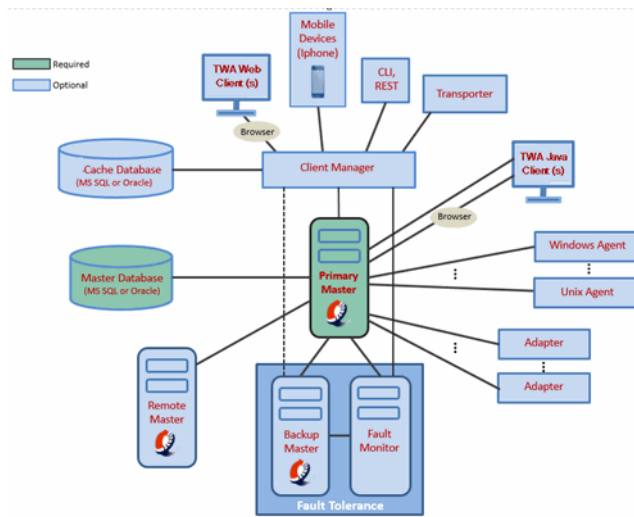 Required
Optional
TWA Web
Client (s)
Mobile
Devices
(Iphone)
CLI,
REST
Transporter
Browser
TWA Java
Client (s)
Cache Database
(MS SQL or Oracle)
Client Manager
Browser
Windows Agent
Master Database
(MS SQL or Oracle)
Primary
Master
Unix Agent
Adapter
Adapter
Remote
Master
Backup
Master
Fault
Monitor
Fault Tolerance